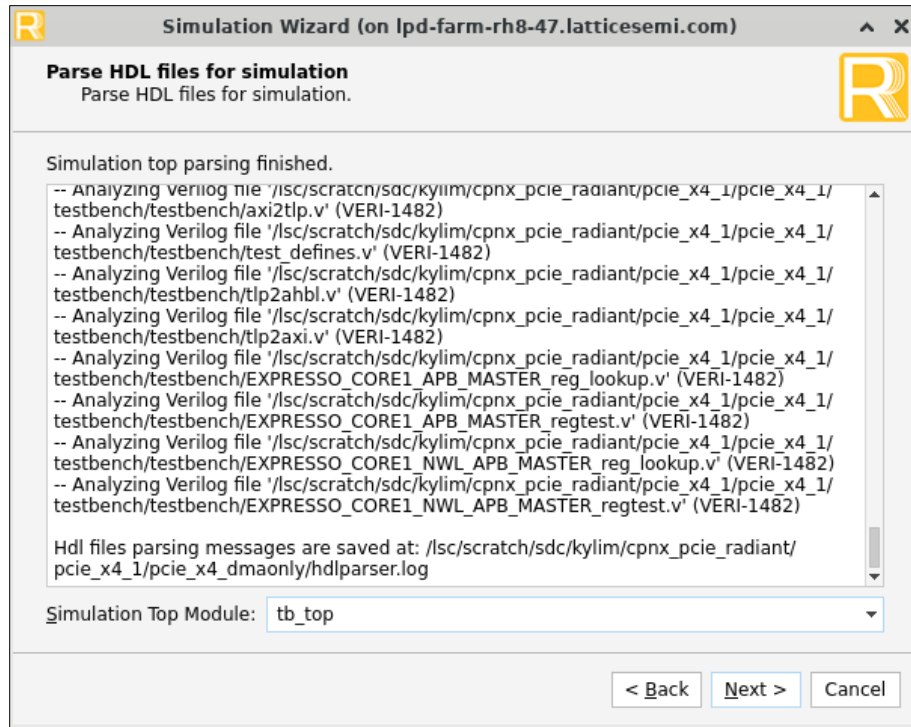 Simulation Wizard (on lpd-farm-rh8-47.latticesemi.com)
Parse HDL files for simulation
Parse HDL files for simulation.
Simulation top parsing finished.
-- Analyzing Verilog file '/lsc/scratch/sdc/kylim/cpnx_pcie_radiant/pcie_x4_1/pcie_x4_1/
testbench/testbench/axi2tlp.v' (VERI-1482)
-- Analyzing Verilog file '/lsc/scratch/sdc/kylim/cpnx_pcie_radiant/pcie_x4_1/pcie_x4_1/
testbench/testbench/test_defines.v' (VERI-1482)
-- Analyzing Verilog file '/lsc/scratch/sdc/kylim/cpnx_pcie_radiant/pcie_x4_1/pcie_x4_1/
testbench/testbench/tlp2ahbl.v' (VERI-1482)
-- Analyzing Verilog file '/lsc/scratch/sdc/kylim/cpnx_pcie_radiant/pcie_x4_1/pcie_x4_1/
testbench/testbench/tlp2axi.v' (VERI-1482)
-- Analyzing Verilog file '/lsc/scratch/sdc/kylim/cpnx_pcie_radiant/pcie_x4_1/pcie_x4_1/
testbench/testbench/EXPRESSO_CORE1_APB_MASTER_reg_lookup.v' (VERI-1482)
-- Analyzing Verilog file '/lsc/scratch/sdc/kylim/cpnx_pcie_radiant/pcie_x4_1/pcie_x4_1/
testbench/testbench/EXPRESSO_CORE1_APB_MASTER_regtest.v' (VERI-1482)
-- Analyzing Verilog file '/lsc/scratch/sdc/kylim/cpnx_pcie_radiant/pcie_x4_1/pcie_x4_1/
testbench/testbench/EXPRESSO_CORE1_NWL_APB_MASTER_reg_lookup.v' (VERI-1482)
-- Analyzing Verilog file '/lsc/scratch/sdc/kylim/cpnx_pcie_radiant/pcie_x4_1/pcie_x4_1/
testbench/testbench/EXPRESSO_CORE1_NWL_APB_MASTER_regtest.v' (VERI-1482)
Hdl files parsing messages are saved at: /lsc/scratch/sdc/kylim/cpnx_pcie_radiant/
pcie_x4_1/pcie_x4_dmaonly/hdlparser.log
Simulation Top Module: tb_top
< Back Next > Cancel